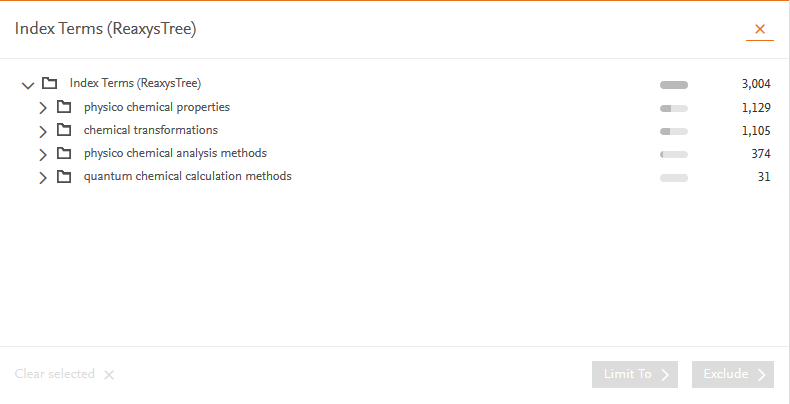 Index Terms (ReaxysTree)
Index Terms (ReaxysTree) 3,004
physico chemical properties 1,129
chemical transformations 1,105
physico chemical analysis methods 374
quantum chemical calculation methods 31
Clear selected Limit To Exclude